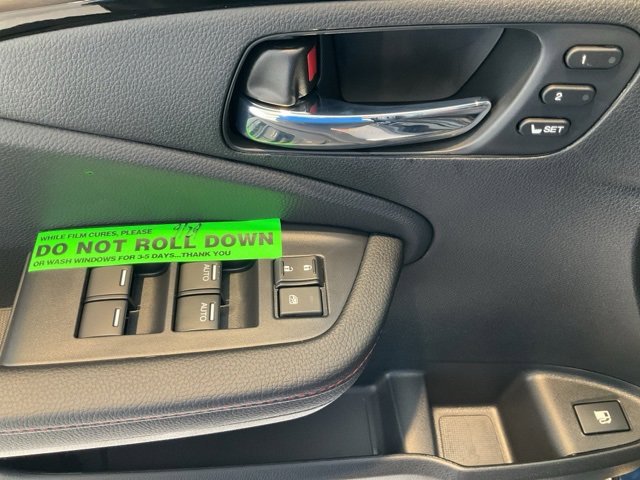 1
2
SET
WHILE FILM CURES, PLEASE
DO NOT ROLL DOWN
OR WASH WINDOWS FOR 3-5 DAYS...THANK YOU
AUTO
AUTO